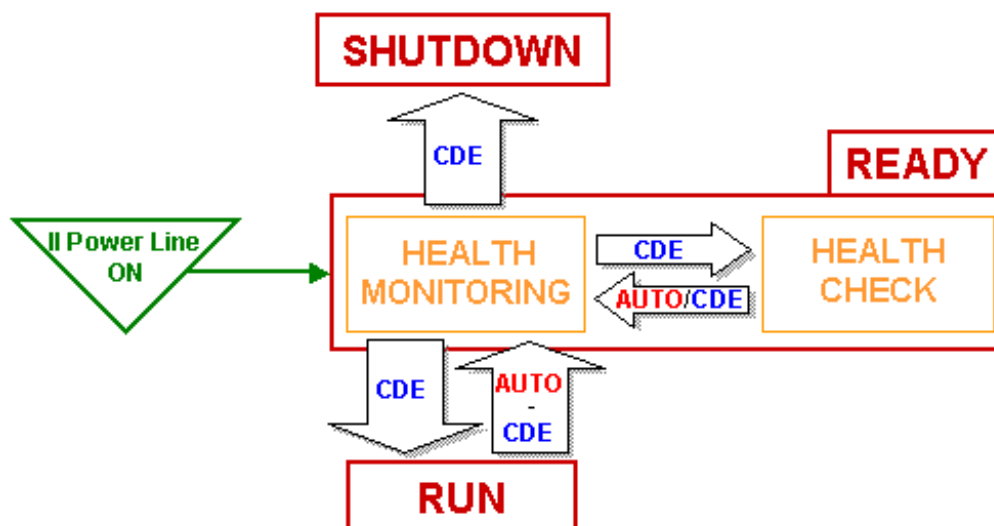 SHUTDOWN
CDE
READY
II Power Line
ON
HEALTH
MONITORING
CDE
AUTO/CDE
HEALTH
CHECK
CDE
AUTO
-
CDE
RUN